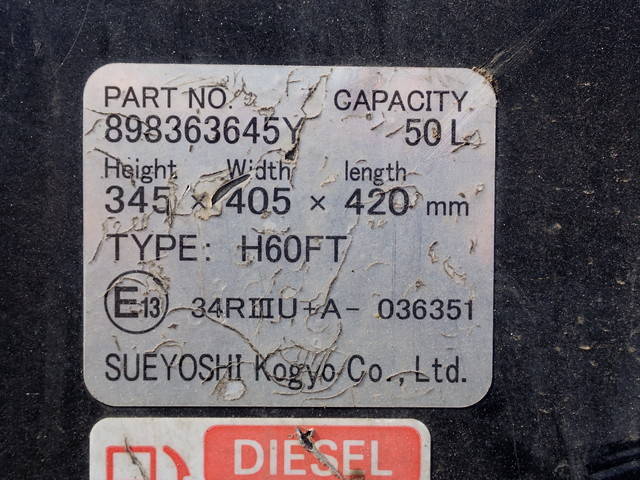 PART NO. CAPACITY
898363645Y 50L
Height Width length
345 × 405 × 420 mm
TYPE: H60FT
E13 34RIIIU+A- 036351
SUEYOSHI Kogyo Co., Ltd.
DIESEL